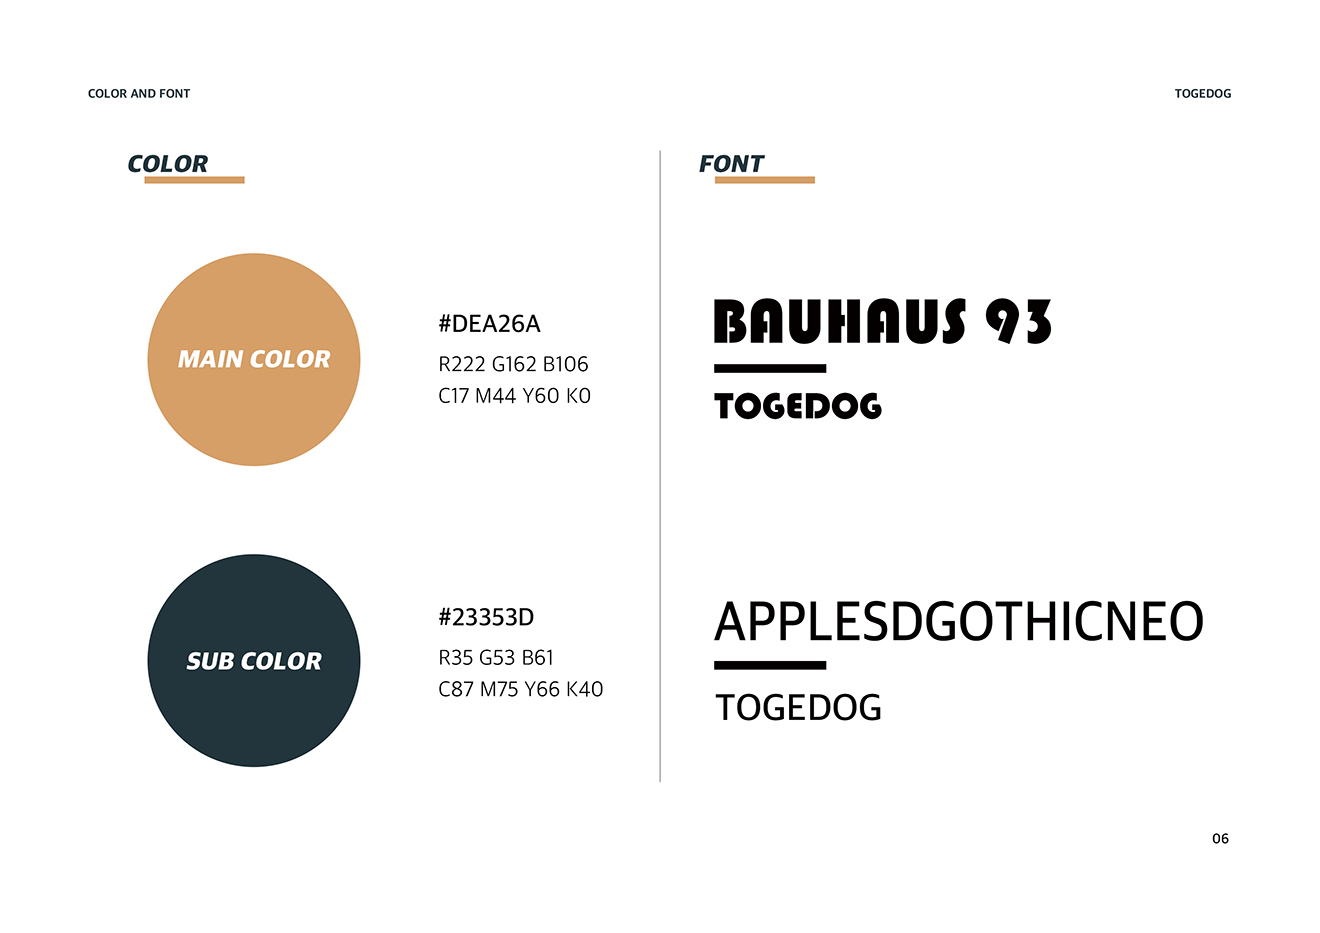 COLOR AND FONT
TOGEDOG
COLOR
MAIN COLOR
#DEA26A
R222 G162 B106
C17 M44 Y60 K0
SUB COLOR
#23353D
R35 G53 B61
C87 M75 Y66 K40
FONT
BAUHAUS 93
TOGEDOG
APPLESDGOTHICNEO
TOGEDOG
06